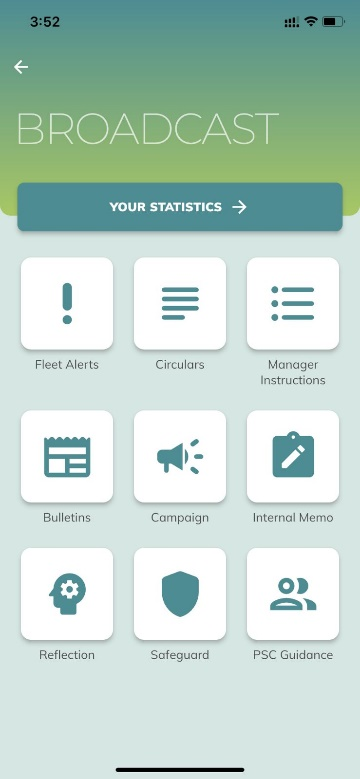 3:52
BROADCAST
YOUR STATISTICS
Fleet Alerts
Circulars
Manager
Instructions
Bulletins
Campaign
Internal Memo
Reflection
Safeguard
PSC Guidance